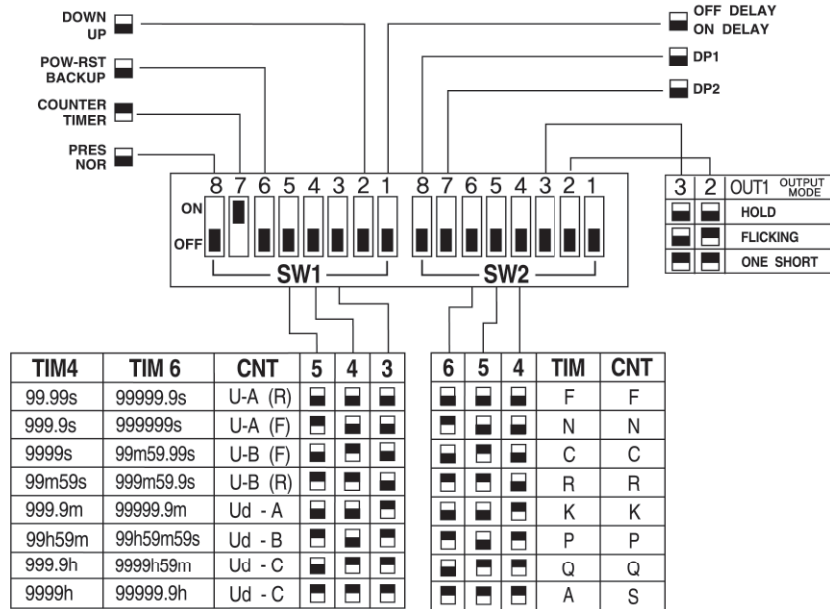 DOWN
UP
OFF DELAY
ON DELAY
POW-RST
BACKUP
DP1
COUNTER
TIMER
DP2
PRES
NOR
8 7 6 5 4 3 2 1 8 7 6 5 4 3 2 1
ON
OFF
SW1 SW2
3 2 OUT1 OUTPUT MODE
HOLD
FLICKING
ONE SHORT
TIM4 TIM 6 CNT 5 4 3
99.99s 99999.9s U-A (R)
999.9s 999999s U-A (F)
9999s 99m59.99s U-B (F)
99m59s 999m59.9s U-B (R)
999.9m 99999.9m Ud - A
99h59m 99h59m59s Ud - B
999.9h 9999h59m Ud - C
9999h 99999.9h Ud - C
6 5 4 TIM CNT
F F
N N
C C
R R
K K
P P
Q Q
A S